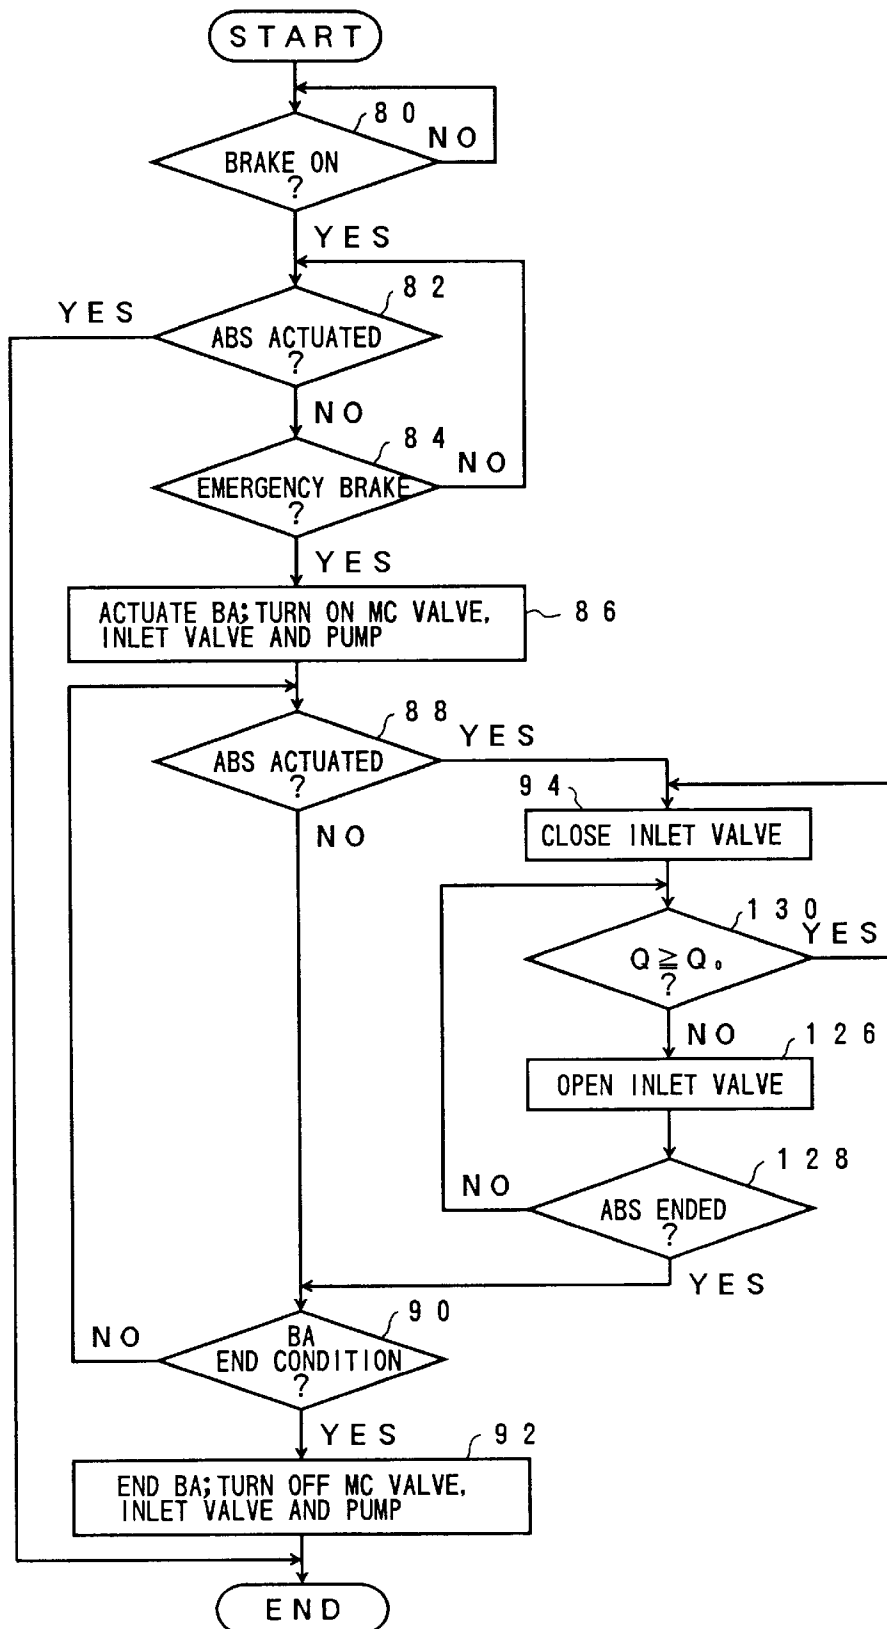 START
80
NO
BRAKE ON
?
YES
82
YES
ABS ACTUATED
?
NO
84
NO
EMERGENCY BRAKE
?
YES
86
ACTUATE BA;TURN ON MC VALVE,
INLET VALVE AND PUMP
88
YES
ABS ACTUATED
?
NO
94
CLOSE INLET VALVE
130
YES
Q≧Q₀
?
NO
126
OPEN INLET VALVE
128
NO
ABS ENDED
?
YES
90
NO
BA
END CONDITION
?
YES
92
END BA;TURN OFF MC VALVE,
INLET VALVE AND PUMP
END